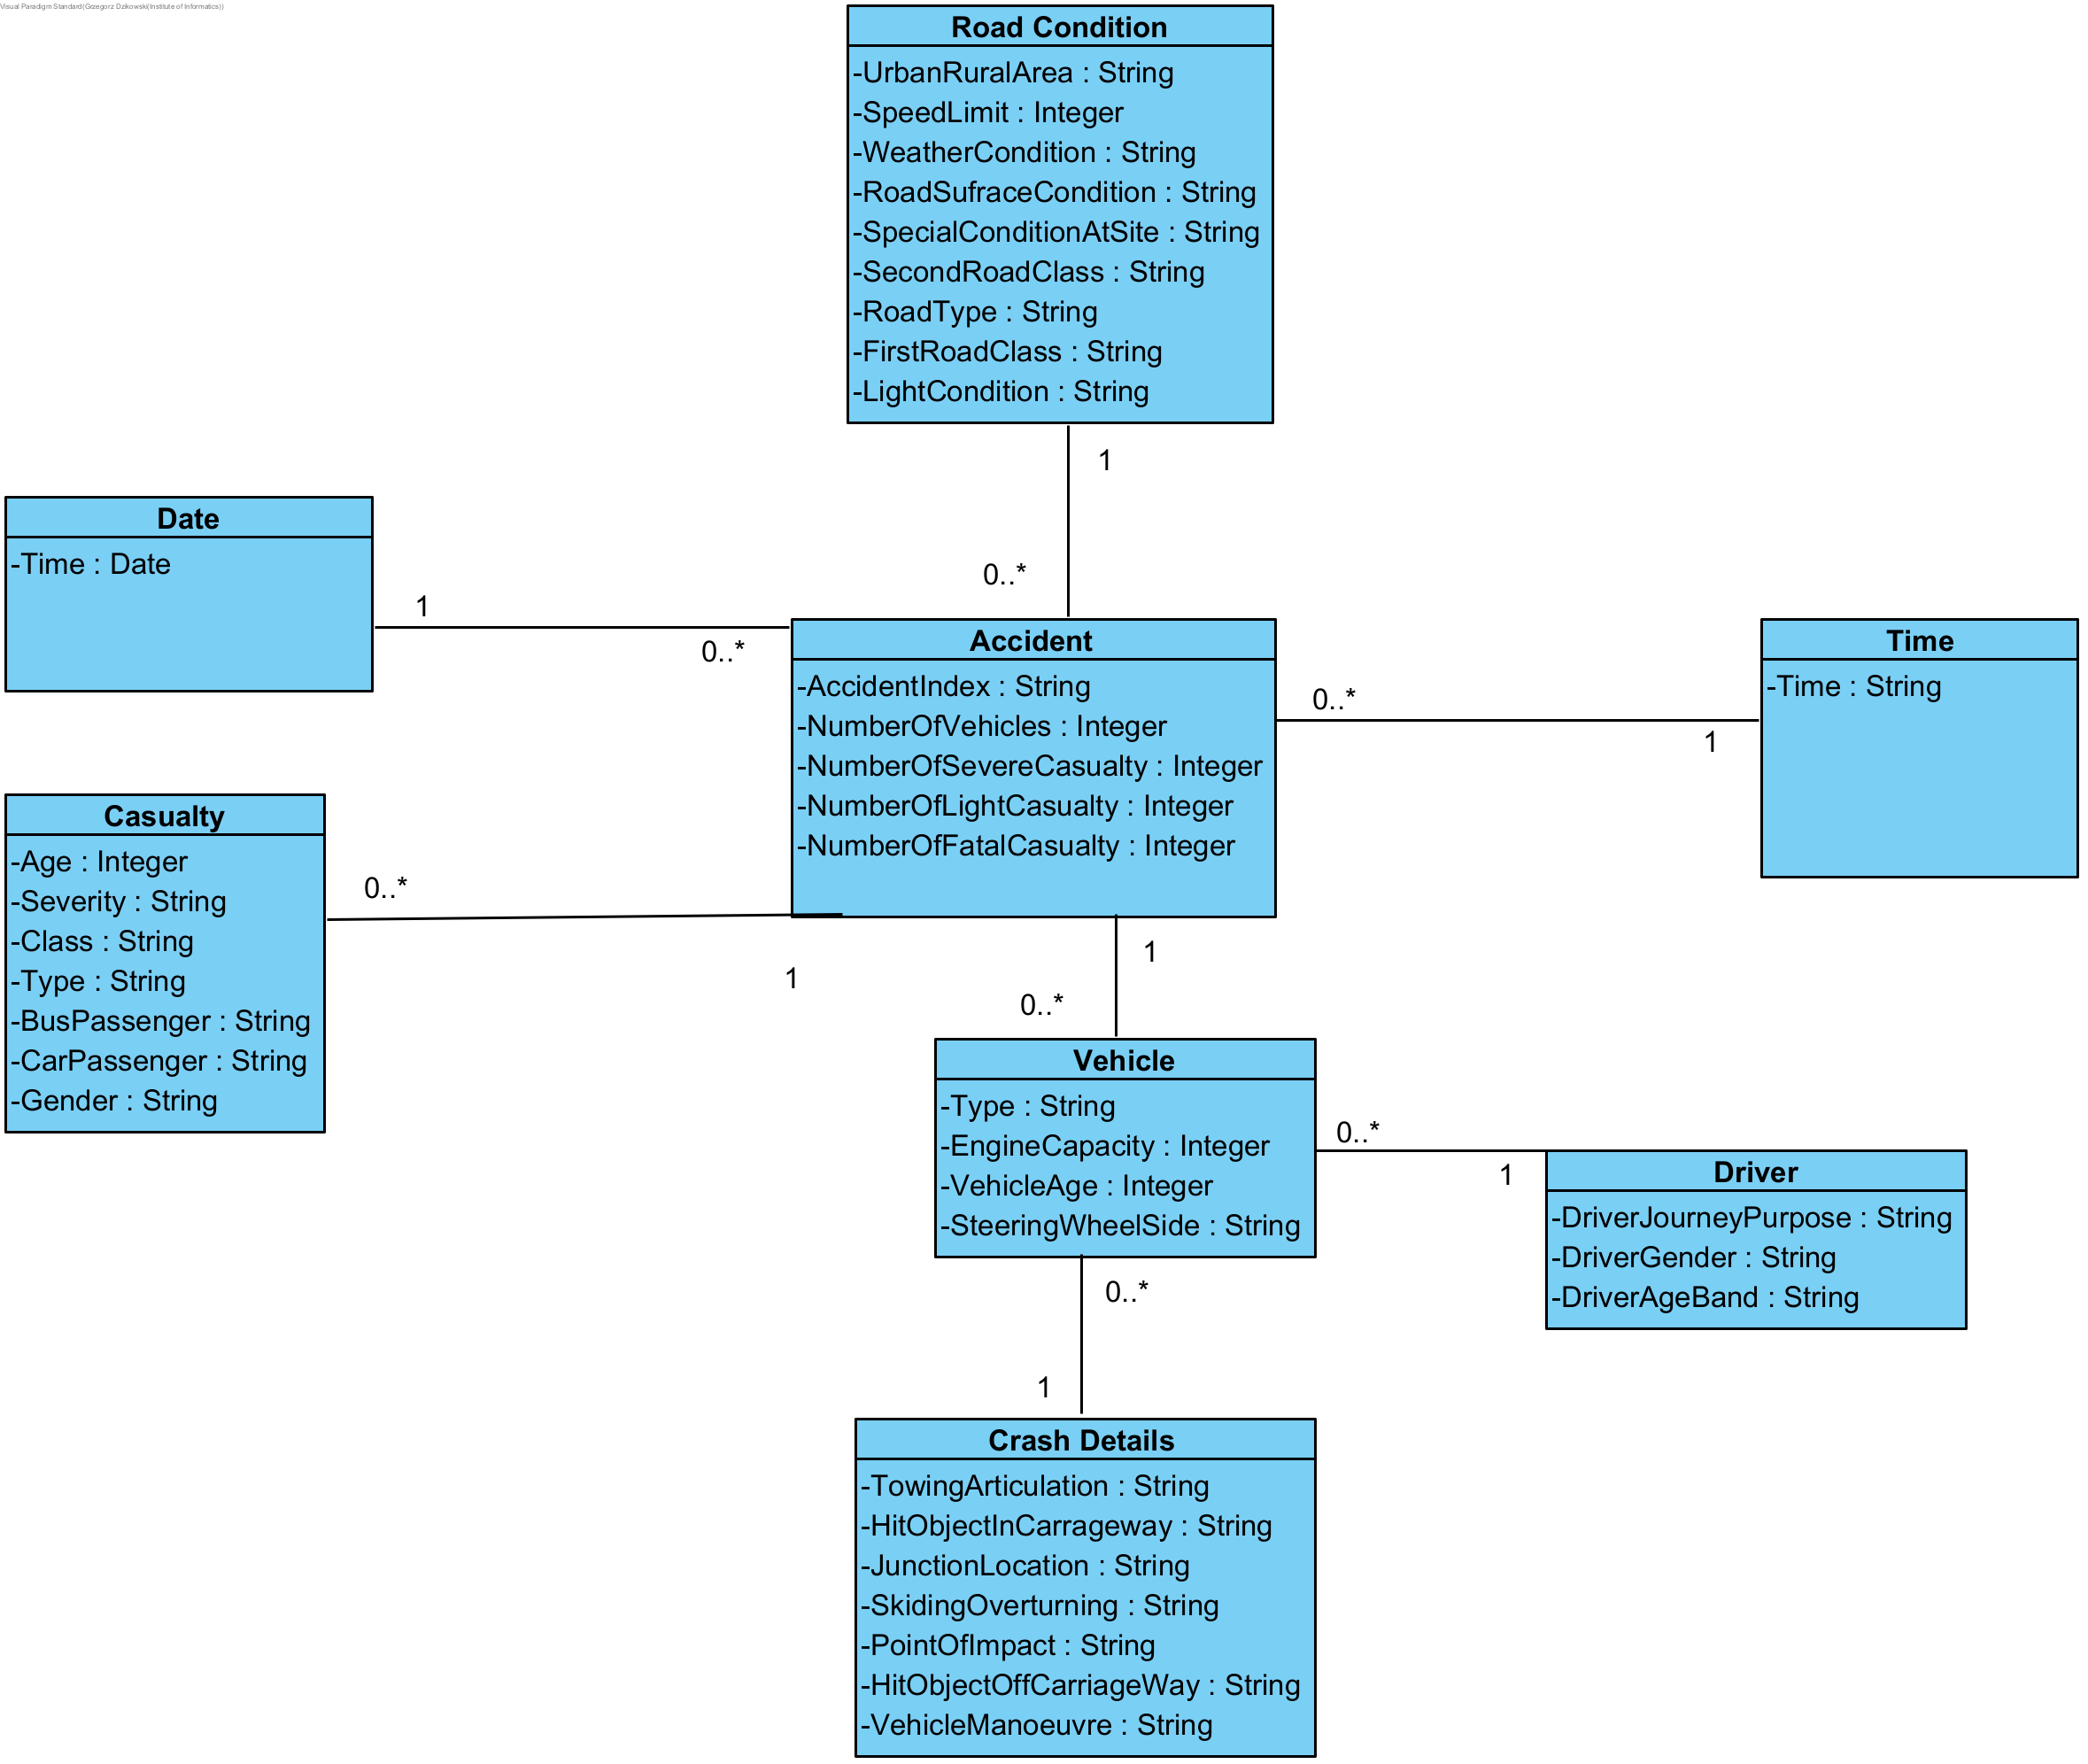 Visual Paradigm Standard(Grzegorz Dzikowski(Institute of Informatics))
Road Condition
-UrbanRuralArea : String
-SpeedLimit : Integer
-WeatherCondition : String
-RoadSufraceCondition : String
-SpecialConditionAtSite : String
-SecondRoadClass : String
-RoadType : String
-FirstRoadClass : String
-LightCondition : String
1
0..*
Date
-Time : Date
1
0..*
Accident
-AccidentIndex : String
-NumberOfVehicles : Integer
-NumberOfSevereCasualty : Integer
-NumberOfLightCasualty : Integer
-NumberOfFatalCasualty : Integer
0..*
1
Time
-Time : String
Casualty
-Age : Integer
-Severity : String
-Class : String
-Type : String
-BusPassenger : String
-CarPassenger : String
-Gender : String
0..*
1
1
0..*
Vehicle
-Type : String
-EngineCapacity : Integer
-VehicleAge : Integer
-SteeringWheelSide : String
0..*
1
Driver
-DriverJourneyPurpose : String
-DriverGender : String
-DriverAgeBand : String
0..*
1
Crash Details
-TowingArticulation : String
-HitObjectInCarrageway : String
-JunctionLocation : String
-SkidingOverturning : String
-PointOfImpact : String
-HitObjectOffCarriageWay : String
-VehicleManoeuvre : String